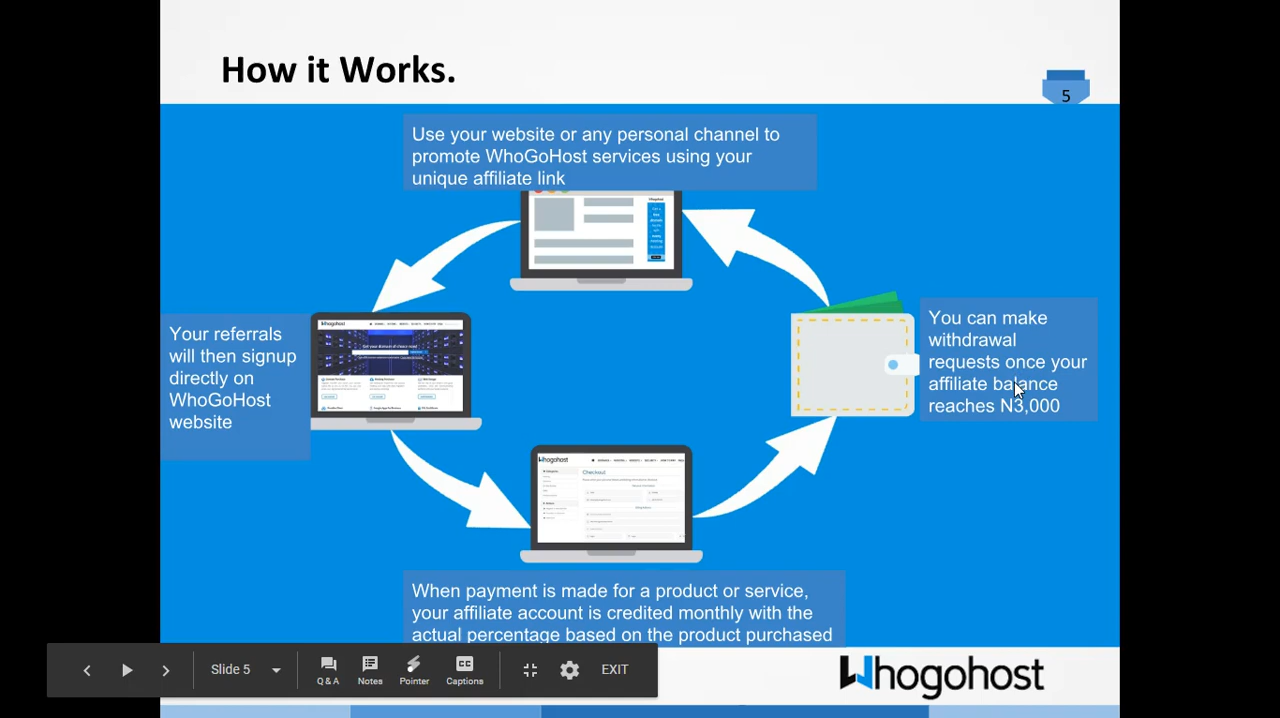 How it Works.
5
Use your website or any personal channel to
promote WhoGoHost services using your
unique affiliate link
Your referrals
will then signup
directly on
WhoGoHost
website
You can make
withdrawal
requests once your
affiliate balance
reaches N3,000
whogohost
Checkout
When payment is made for a product or service,
your affiliate account is credited monthly with the
actual percentage based on the product purchased
Slide 5
Q & A
Notes
Pointer
CC
Captions
EXIT
Whogohost